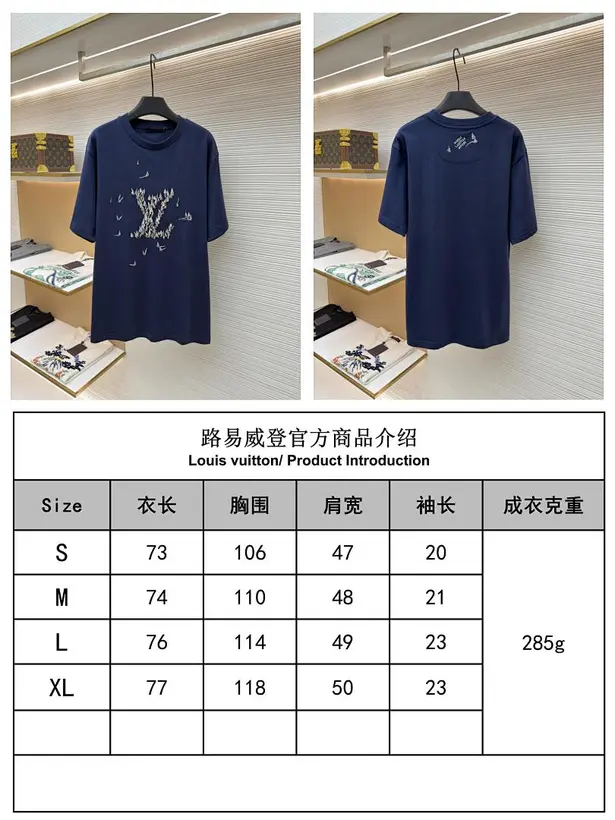 路易威登官方商品介绍
Louis vuitton/ Product Introduction
Size 衣长 胸围 肩宽 袖长 成衣克重
S 73 106 47 20
M 74 110 48 21
L 76 114 49 23
XL 77 118 50 23
285g
LV